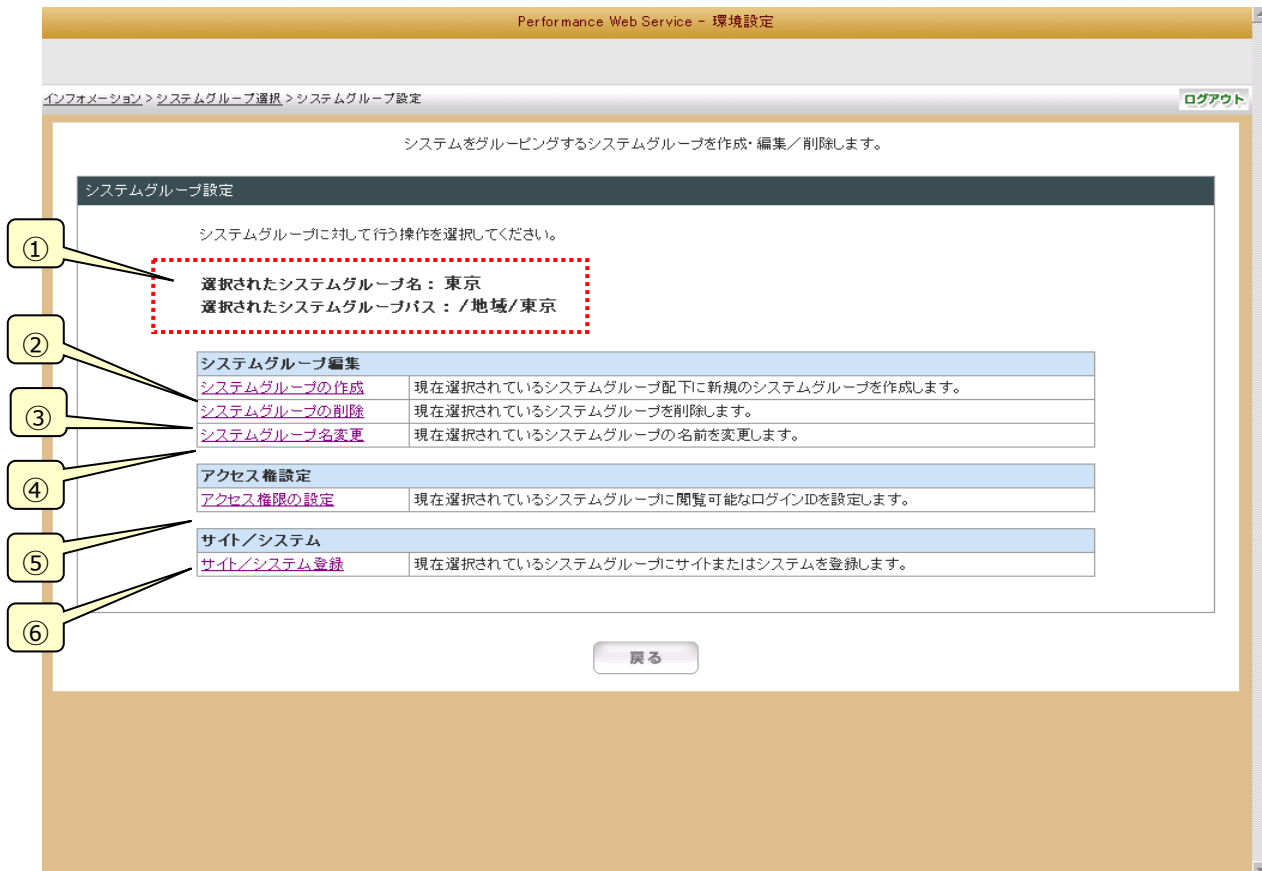 Performance Web Service - 環境設定
インフォメーション > システムグループ選択 > システムグループ設定
ログアウト
システムをグルーピングするシステムグループを作成・編集／削除します。
システムグループ設定
①
システムグループに対して行う操作を選択してください。
選択されたシステムグループ名： 東京
選択されたシステムグループパス：/地域/東京
②
システムグループ編集
システムグループの作成 現在選択されているシステムグループ配下に新規のシステムグループを作成します。
③
システムグループの削除 現在選択されているシステムグループを削除します。
システムグループ名変更 現在選択されているシステムグループの名前を変更します。
④
アクセス権設定
アクセス権限の設定 現在選択されているシステムグループに閲覧可能なログインIDを設定します。
⑤
サイト／システム
サイト／システム登録 現在選択されているシステムグループにサイトまたはシステムを登録します。
⑥
戻る